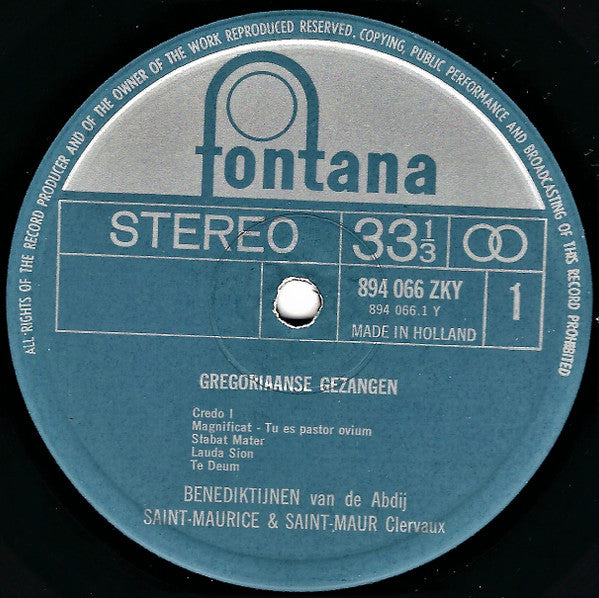 ALL RIGHTS OF THE RECORD PRODUCER AND OF THE OWNER OF THE WORK REPRODUCED RESERVED. COPYING, PUBLIC PERFORMANCE AND BROADCASTING OF THIS RECORD PROHIBITED
fontana
STEREO
33 1/3
894 066 ZKY
894 066.1 Y
MADE IN HOLLAND
1
GREGORIAANSE GEZANGEN
Credo I
Magnificat - Tu es pastor ovium
Stabat Mater
Lauda Sion
Te Deum
BENEDIKTIJNEN van de Abdij
SAINT-MAURICE & SAINT-MAUR Clervaux